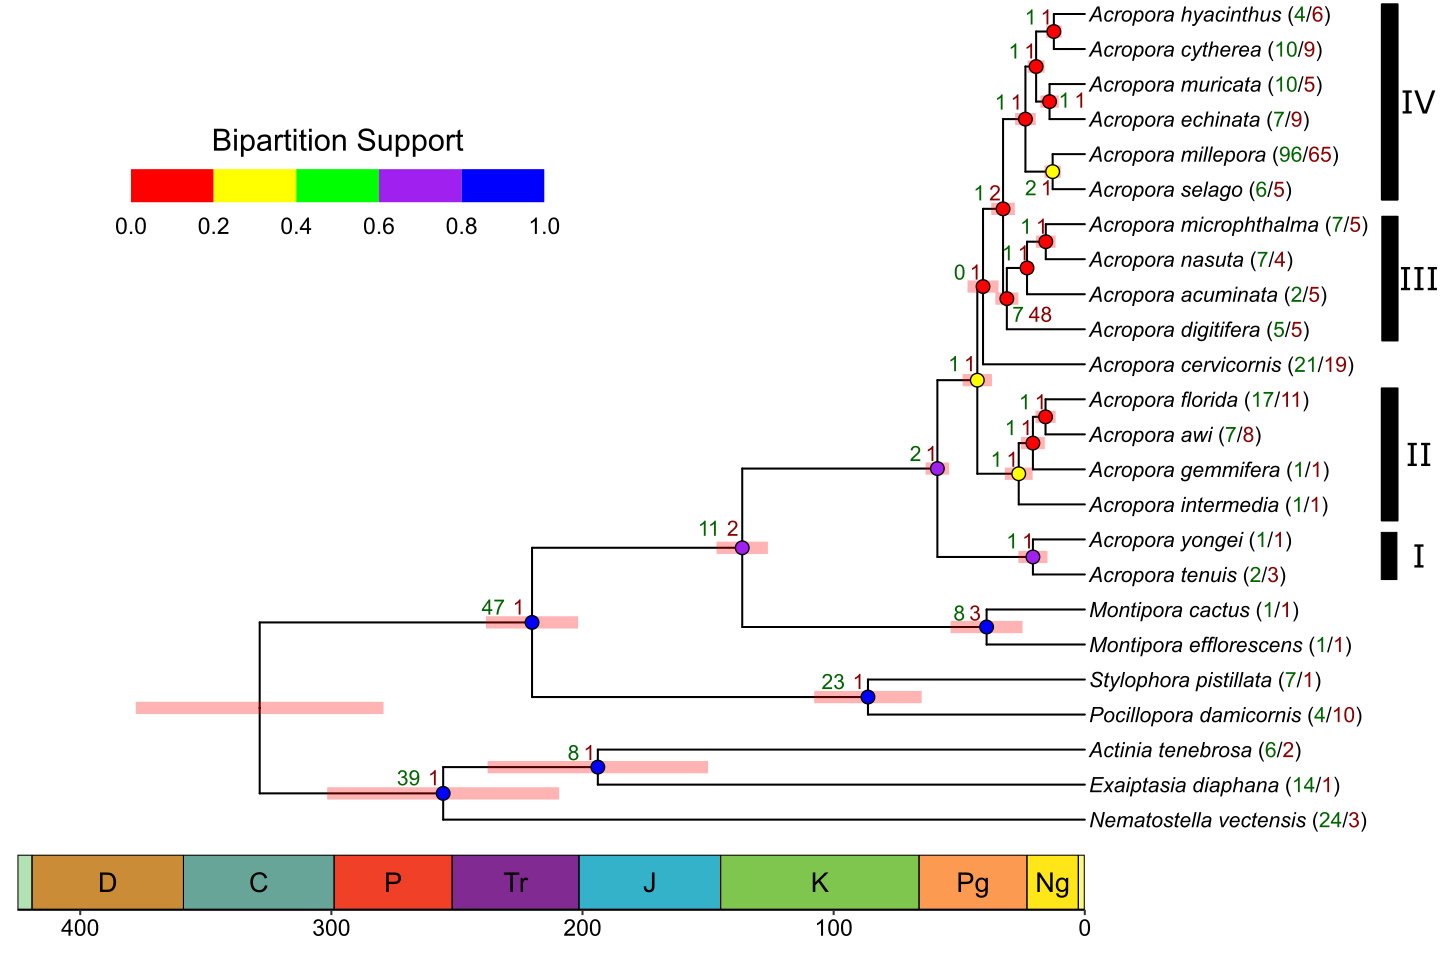 1 1 Acropora hyacinthus (4/6)
1 1 Acropora cytherea (10/9)
Acropora muricata (10/5)
1 1 1 1 Acropora echinata (7/9)
IV
Bipartition Support
0.0 0.2 0.4 0.6 0.8 1.0
Acropora millepora (96/65)
2 1 Acropora selago (6/5)
1 2
1 1 Acropora microphthalma (7/5)
1 1 Acropora nasuta (7/4)
0 1 Acropora acuminata (2/5)
7 48 Acropora digitifera (5/5)
III
1 1 Acropora cervicornis (21/19)
1 1 Acropora florida (17/11)
1 1 Acropora awi (7/8)
2 1 1 1 Acropora gemmifera (1/1)
Acropora intermedia (1/1)
II
11 2 1 1 Acropora yongei (1/1)
Acropora tenuis (2/3)
I
47 1 8 3 Montipora cactus (1/1)
Montipora efflorescens (1/1)
23 1 Stylophora pistillata (7/1)
Pocillopora damicornis (4/10)
8 1 Actinia tenebrosa (6/2)
39 1 Exaiptasia diaphana (14/1)
Nematostella vectensis (24/3)
D C P Tr J K Pg Ng
400 300 200 100 0